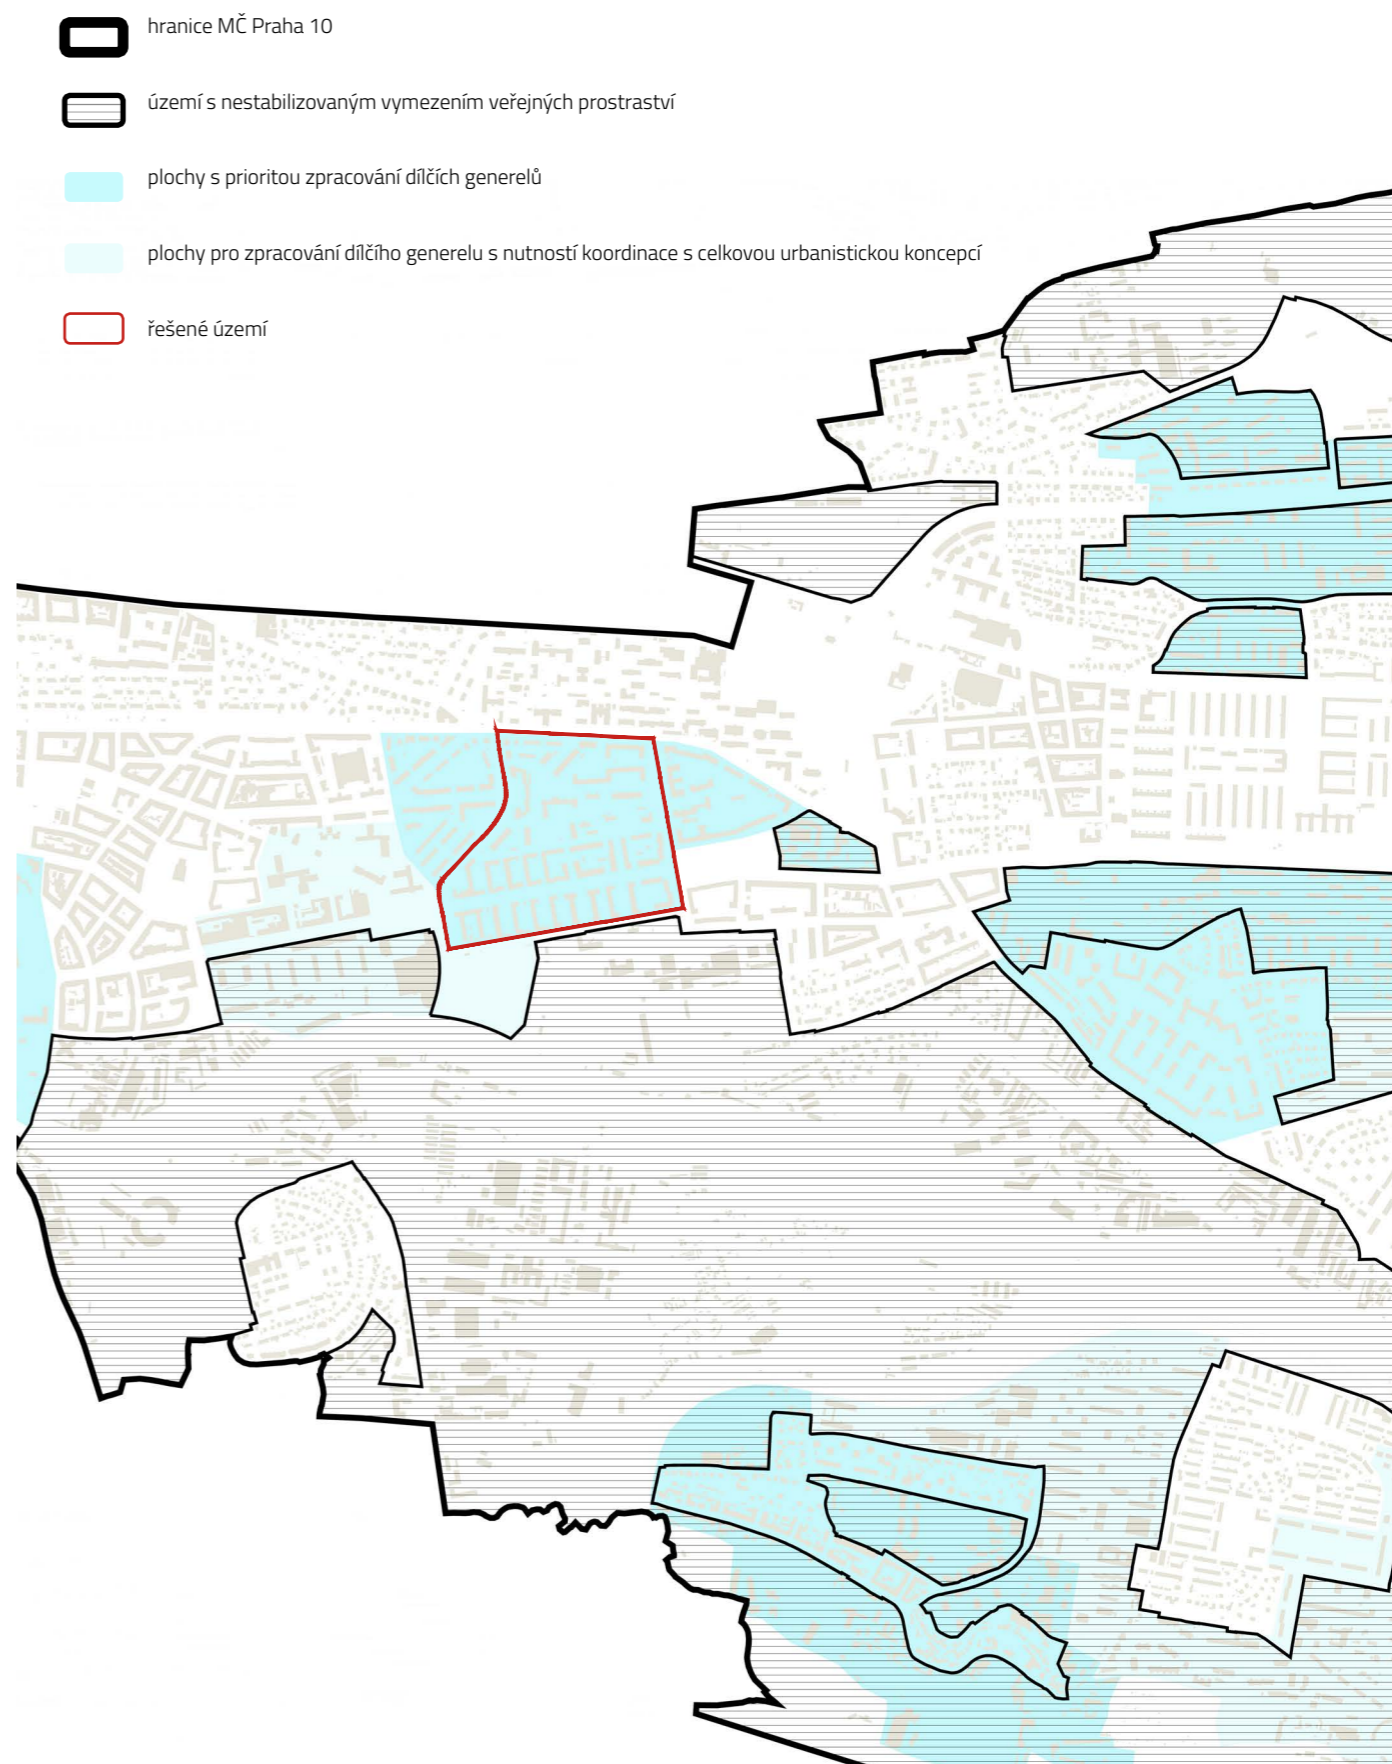 hranice MČ Praha 10
území s nestabilizovaným vymezením veřejných prostraství
plochy s prioritou zpracování dílčích generelů
plochy pro zpracování dílčího generelu s nutností koordinace s celkovou urbanistickou koncepcí
řešené území